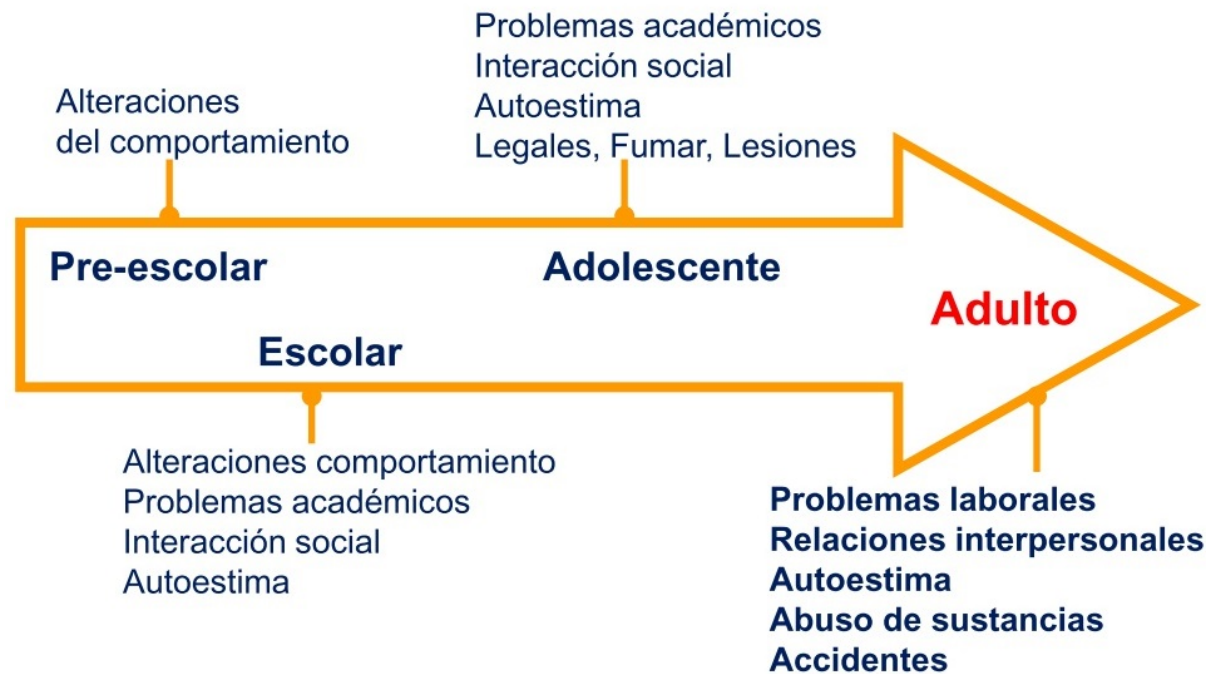 Problemas académicos
Interacción social
Autoestima
Legales, Fumar, Lesiones
Alteraciones
del comportamiento
Pre-escolar
Adolescente
Adulto
Escolar
Alteraciones comportamiento
Problemas académicos
Interacción social
Autoestima
Problemas laborales
Relaciones interpersonales
Autoestima
Abuso de sustancias
Accidentes